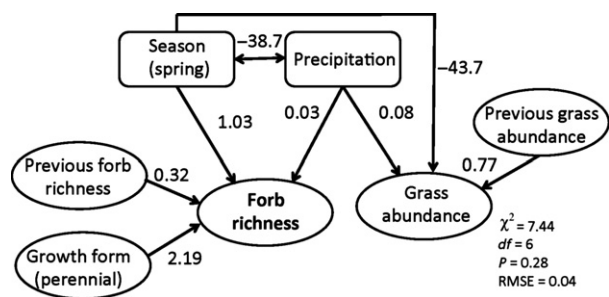 Season
(spring)
–38.7
Precipitation
–43.7
1.03
0.03
0.08
Previous grass
abundance
0.77
Previous forb
richness
0.32
Forb
richness
Grass
abundance
Growth form
(perennial)
2.19
χ² = 7.44
df = 6
P = 0.28
RMSE = 0.04